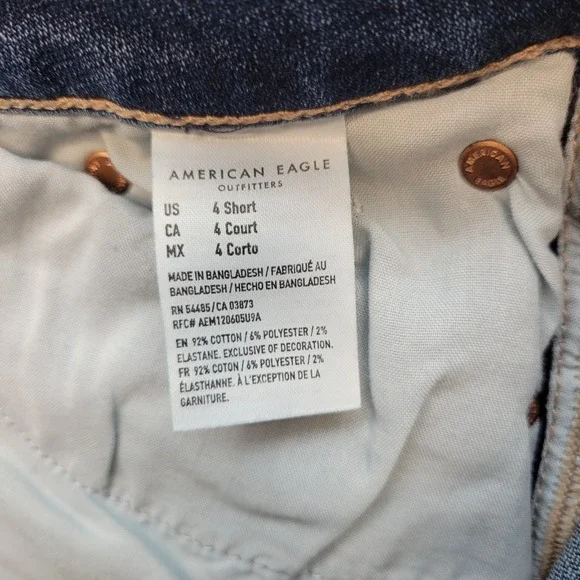 AMERICAN EAGLE
OUTFITTERS
US 4 Short
CA 4 Court
MX 4 Corto
MADE IN BANGLADESH / FABRIQUÉ AU
BANGLADESH / HECHO EN BANGLADESH
RN 54485 / CA 03873
RFC# AEM120605U9A
EN 92% COTTON / 6% POLYESTER / 2%
ELASTANE. EXCLUSIVE OF DECORATION.
FR 92% COTON / 6% POLYESTER / 2%
ÉLASTHANNE. À L'EXCEPTION DE LA
GARNITURE.
AMERICAN
EAGLE